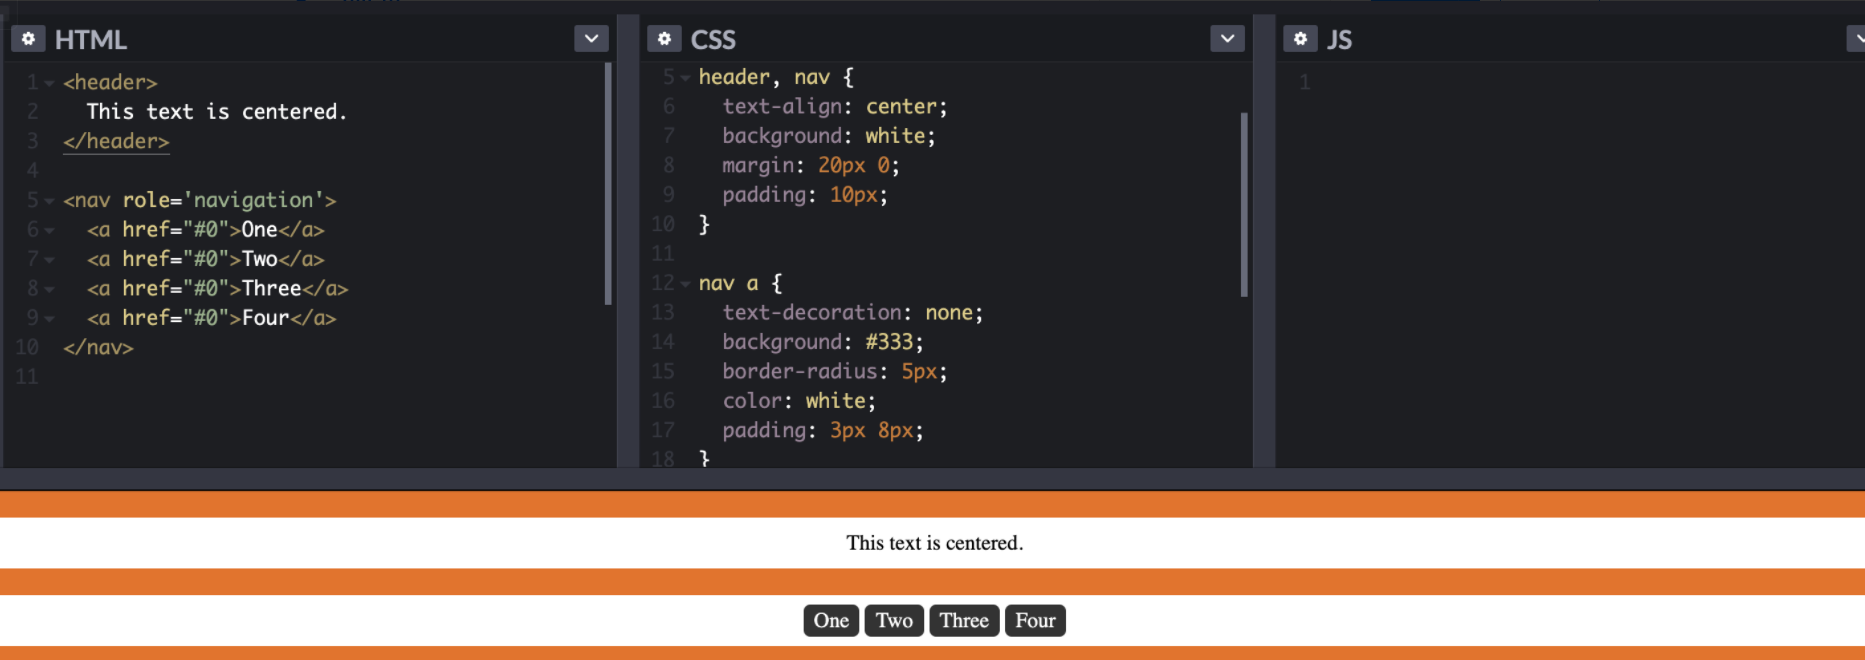 HTML
1 <header>
2 This text is centered.
3 </header>
4
5 <nav role='navigation'>
6 <a href="#0">One</a>
7 <a href="#0">Two</a>
8 <a href="#0">Three</a>
9 <a href="#0">Four</a>
10 </nav>
11
CSS
5 header, nav {
6 text-align: center;
7 background: white;
8 margin: 20px 0;
9 padding: 10px;
10 }
11
12 nav a {
13 text-decoration: none;
14 background: #333;
15 border-radius: 5px;
16 color: white;
17 padding: 3px 8px;
18 }
JS
1
This text is centered.
One Two Three Four